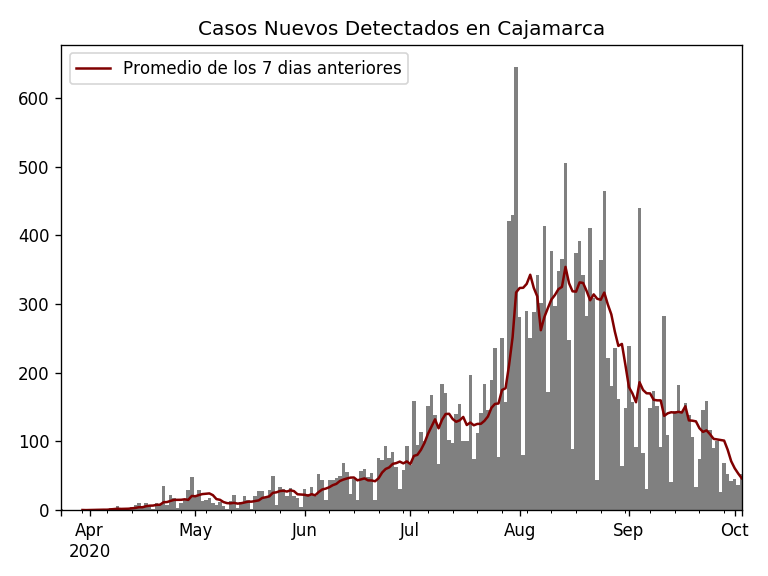 Casos Nuevos Detectados en Cajamarca
Promedio de los 7 dias anteriores
600
500
400
300
200
100
0
Apr May Jun Jul Aug Sep Oct
2020